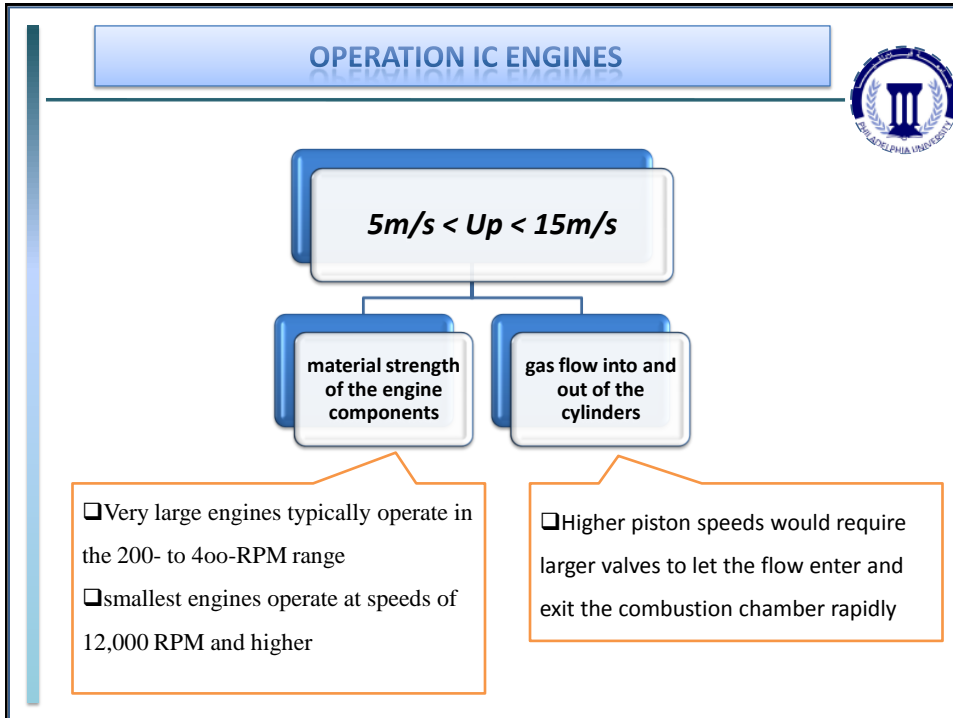 OPERATION IC ENGINES
PHILADELPHIA UNIVERSITY
5m/s < Up < 15m/s
material strength
of the engine
components
gas flow into and
out of the
cylinders
❑Very large engines typically operate in
the 200- to 4oo-RPM range
❑smallest engines operate at speeds of
12,000 RPM and higher
❑Higher piston speeds would require
larger valves to let the flow enter and
exit the combustion chamber rapidly